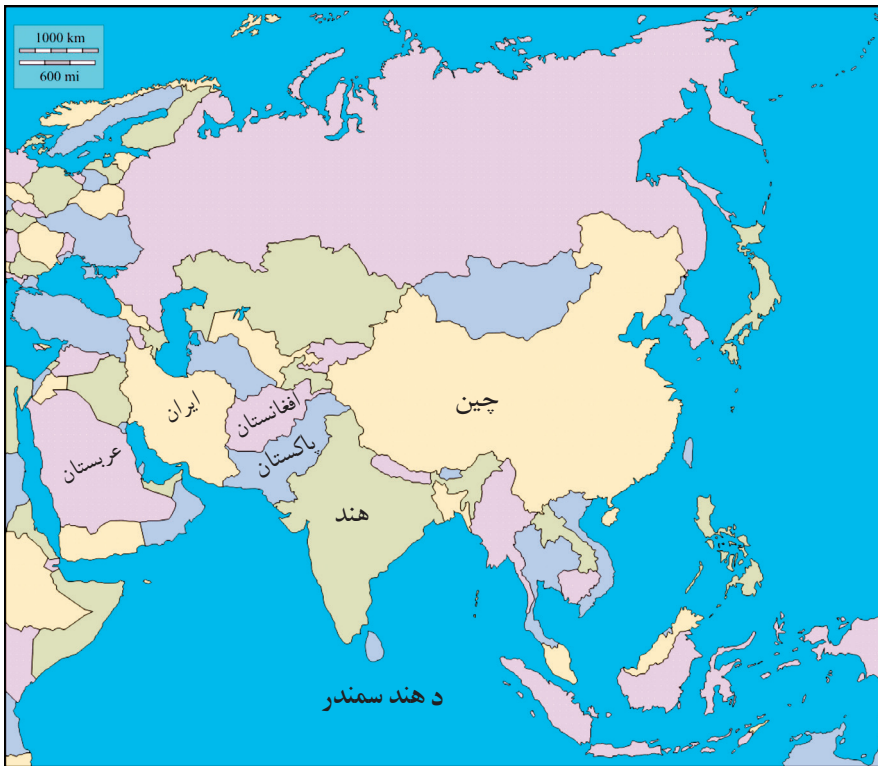 1000 km
600 mi
چین
ایران
افغانستان
پاکستان
عربستان
هند
د هند سمندر